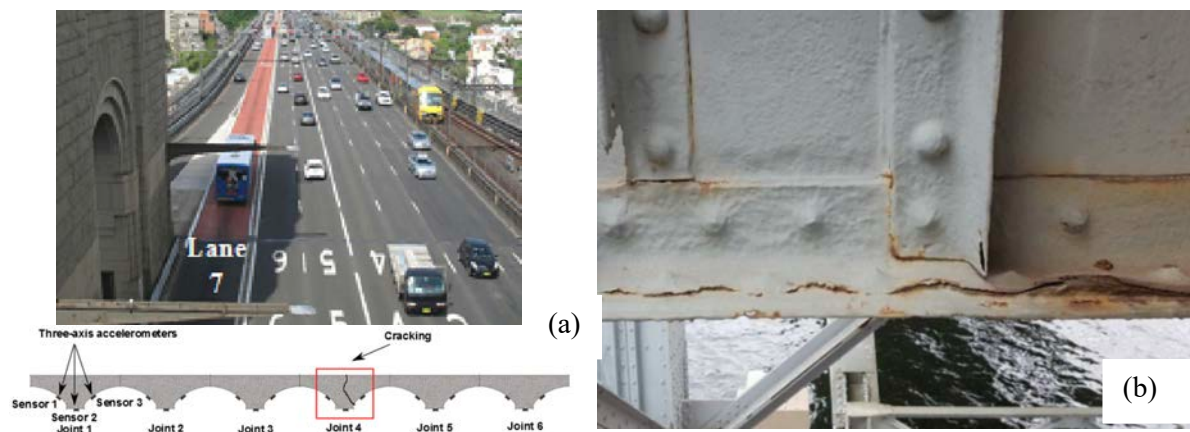 Lane
7
6 5 4
(a)
Three-axis accelerometers
Cracking
Sensor 1
Sensor 3
Sensor 2
Joint 1
Joint 2
Joint 3
Joint 4
Joint 5
Joint 6
(b)